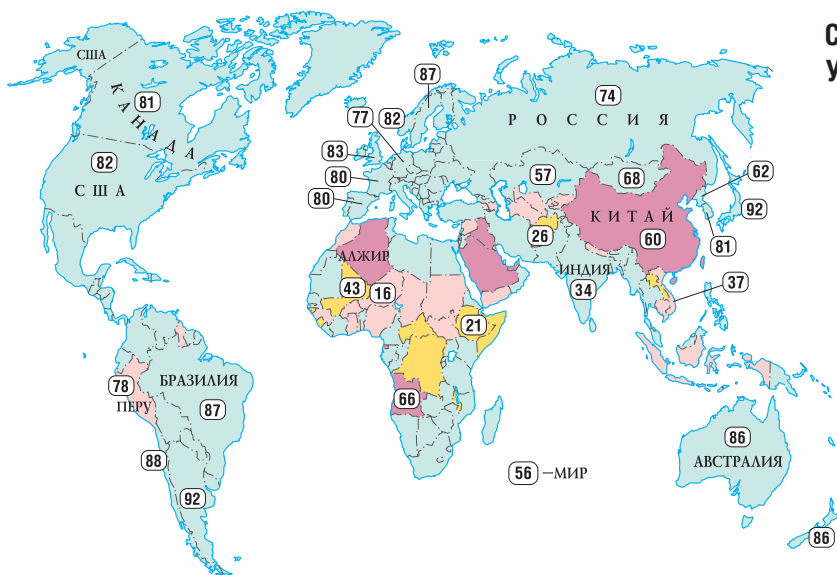 С
у
США
87
КАНАДА
81
74
77
82
РОССИЯ
83
82
США
80
57
68
62
80
КИТАЙ
92
26
60
81
АЛЖИР
ИНДИЯ
43
16
34
37
21
78
БРАЗИЛИЯ
ПЕРУ
87
66
86
АВСТРАЛИЯ
88
56 –МИР
92
86